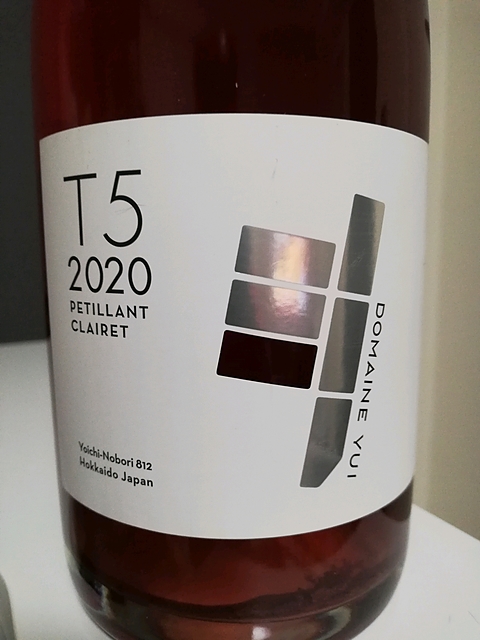 T5
2020
PETILLANT
CLAIRET
DOMAINE YUI
Yoichi-Nobori 812
Hokkaido Japan